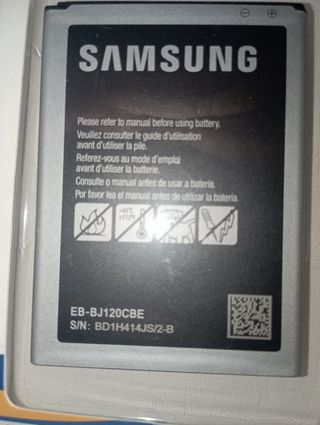 SAMSUNG
Please refer to manual before using battery.
Veuillez consulter le guide d'utilisation
avant d'utiliser la pile.
Referez-vous au mode d'emploi
avant d'utiliser la batterie.
Consulte o manual antes de usar a bateria.
Por favor lea el manual antes de utilizar la batería.
EB-BJ120CBE
S/N: BD1H414JS/2-B